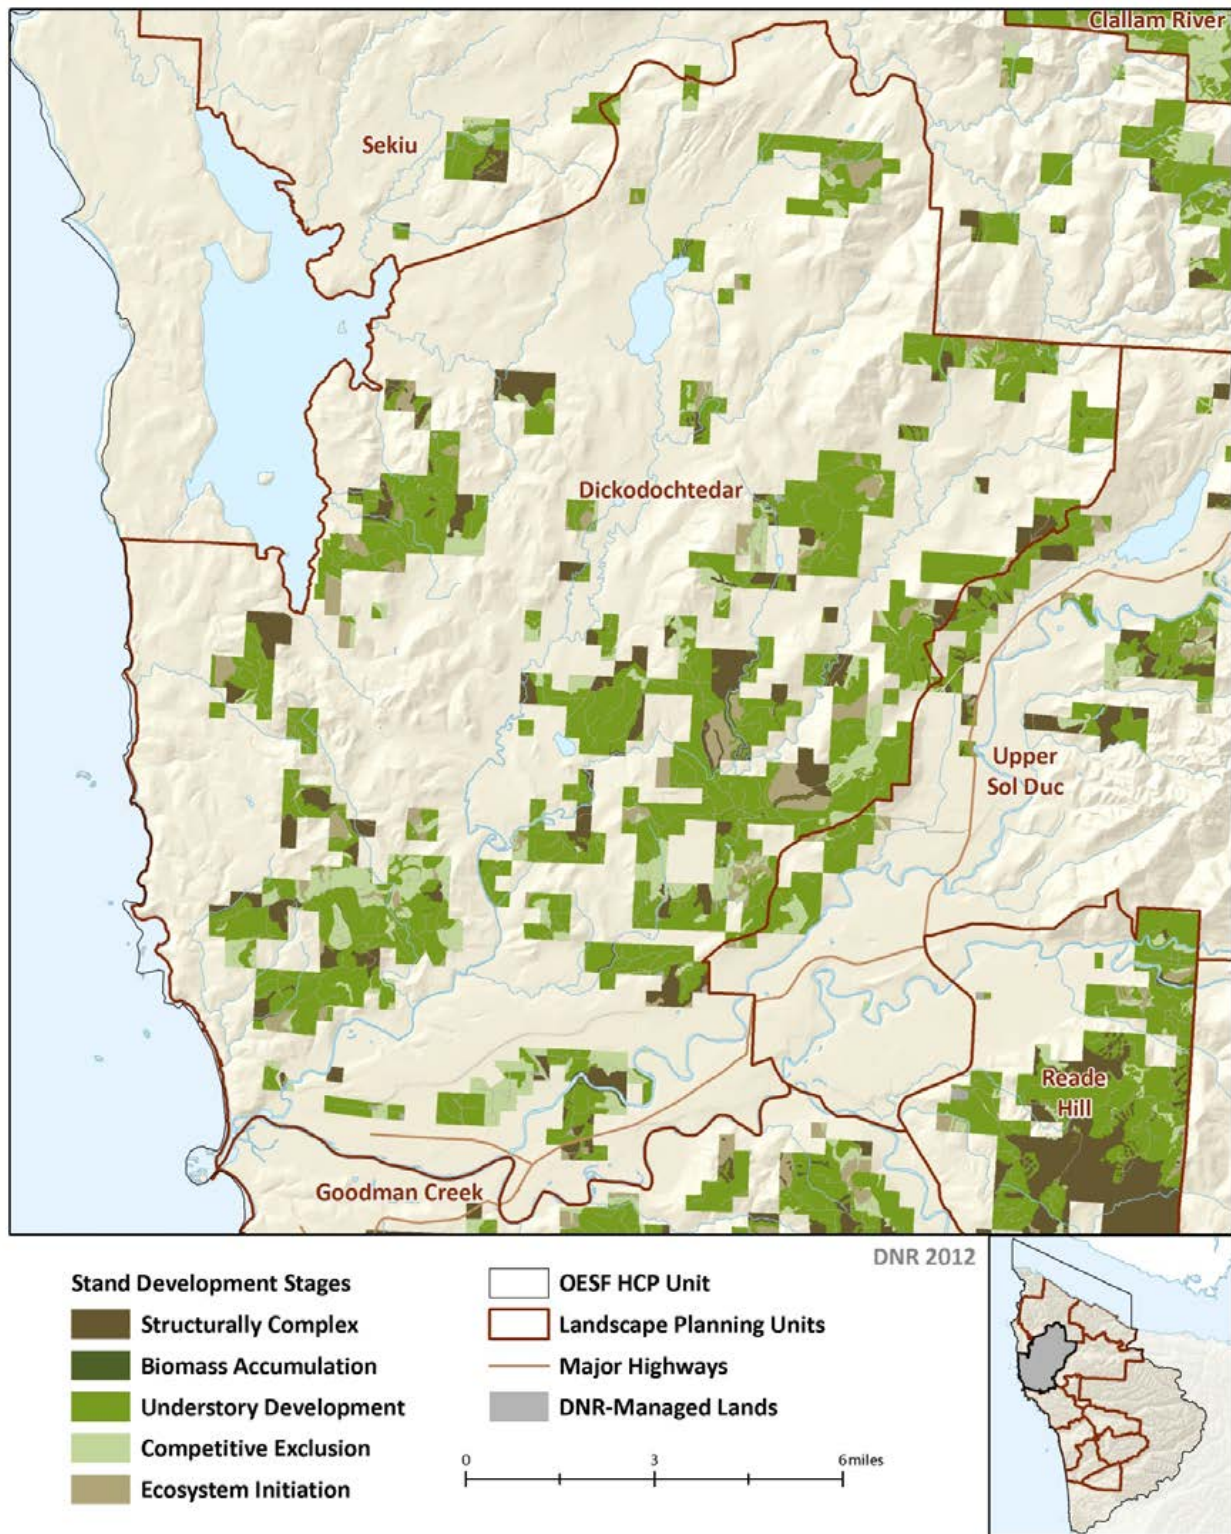 Clallam River
Sekiu
Dickodochtedar
Upper
Sol Duc
Reade
Hill
Goodman Creek
DNR 2012
Stand Development Stages
Structurally Complex
Biomass Accumulation
Understory Development
Competitive Exclusion
Ecosystem Initiation
OESF HCP Unit
Landscape Planning Units
Major Highways
DNR-Managed Lands
0 3 6 miles